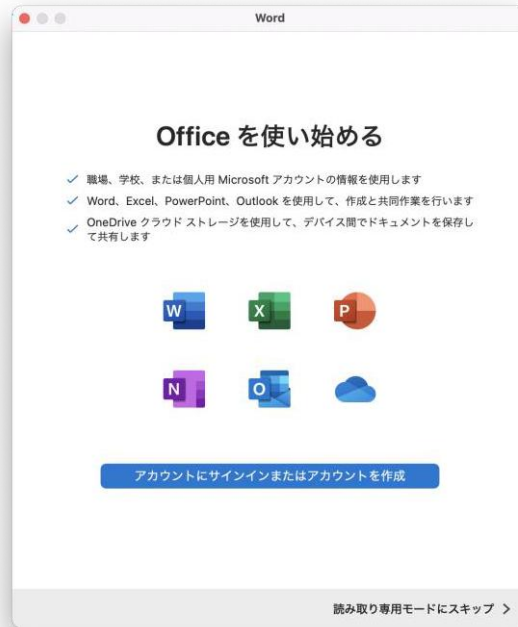 Word
Office を使い始める
職場、学校、または個人用 Microsoft アカウントの情報を使用します
Word、Excel、PowerPoint、Outlook を使用して、作成と共同作業を行います
OneDrive クラウド ストレージを使用して、デバイス間でドキュメントを保存し
て共有します
W X P
N O
アカウントにサインインまたはアカウントを作成
読み取り専用モードにスキップ